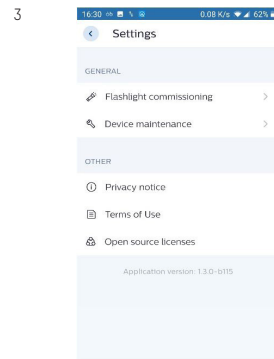 3
16:30 0.08 K/s 62%
Settings
GENERAL
Flashlight commissioning
Device maintenance
OTHER
Privacy notice
Terms of Use
Open source licenses
Application version: 1.3.0-b115